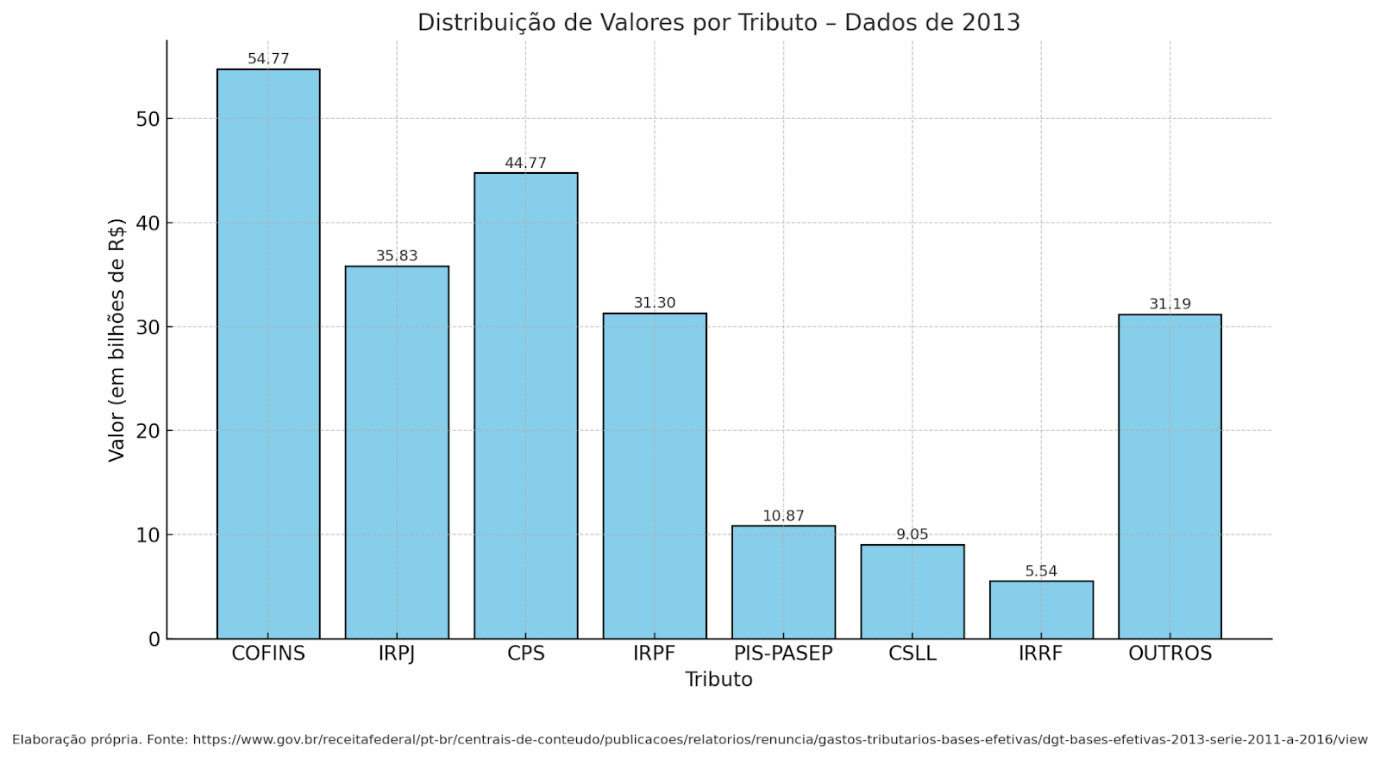 Distribuição de Valores por Tributo – Dados de 2013
54.77
50
44.77
40
35.83
31.30
31.19
30
20
10.87
10
9.05
5.54
0
Valor (em bilhões de R$)
COFINS IRPJ CPS IRPF PIS-PASEP CSLL IRRF OUTROS
Tributo
Elaboração própria. Fonte: https://www.gov.br/receitafederal/pt-br/centrais-de-conteudo/publicacoes/relatorios/renuncia/gastos-tributarios-bases-efetivas/dgt-bases-efetivas-2013-serie-2011-a-2016/view